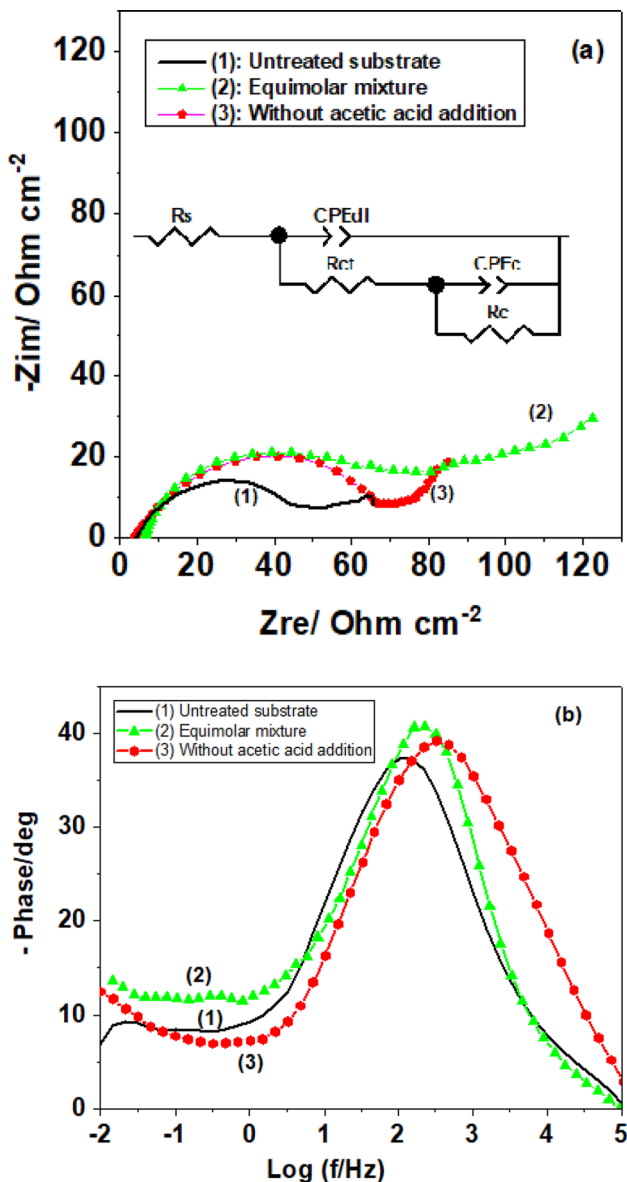 (a)
(1): Untreated substrate
(2): Equimolar mixture
(3): Without acetic acid addition
120
100
80
60
40
20
0
-Zim/ Ohm cm-2
Rs
CPEdl
Rct
CPEc
Rc
(1)
(2)
(3)
0 20 40 60 80 100 120
Zre/ Ohm cm-2
(b)
(1) Untreated substrate
(2) Equimolar mixture
(3) Without acetic acid addition
40
30
20
10
0
- Phase/deg
(2)
(1)
(3)
-2 -1 0 1 2 3 4 5
Log (f/Hz)